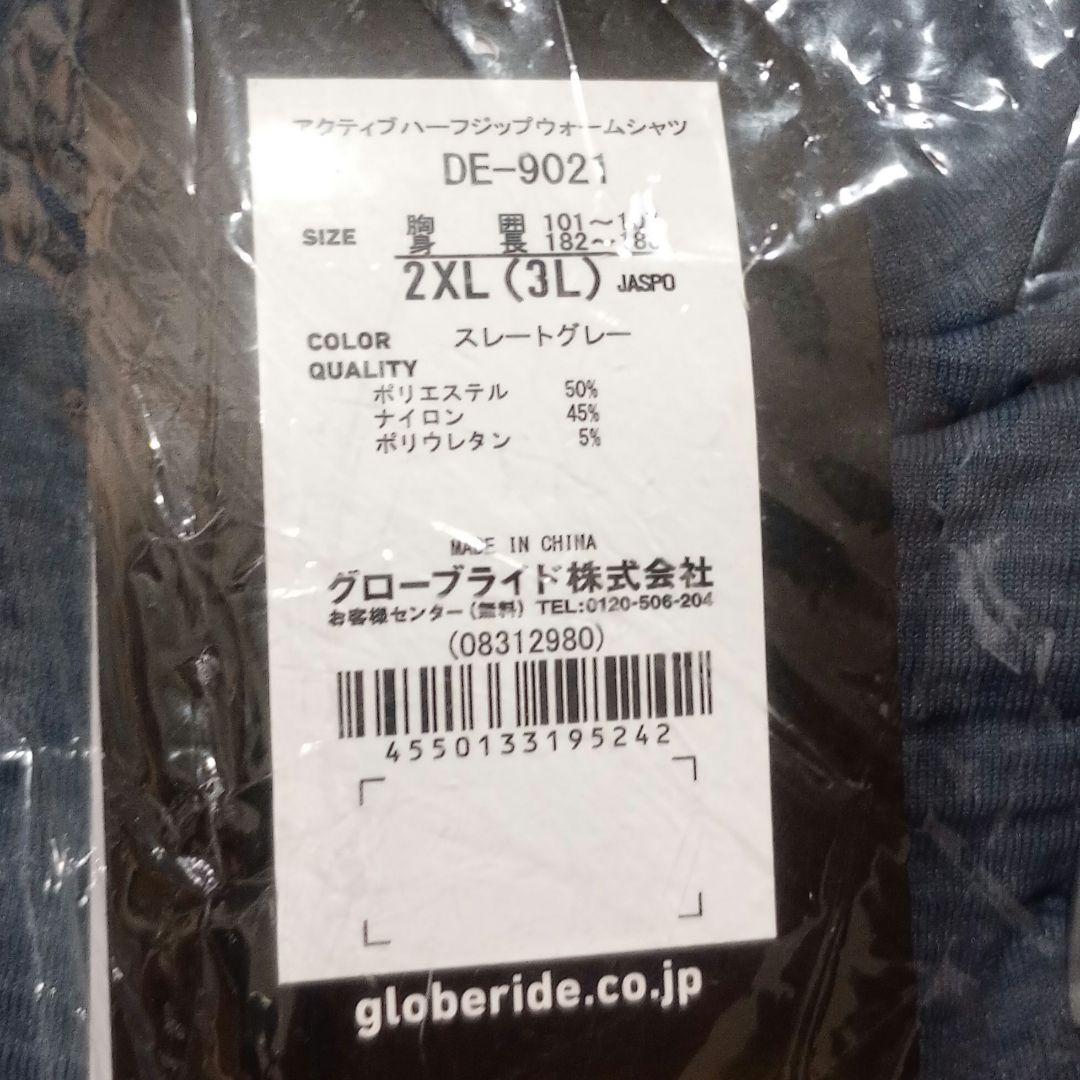 アクティブハーフジップウォームシャツ
DE-9021
SIZE
胸 囲 101～
身 長 182～
2XL(3L) JASPO
COLOR スレートグレー
QUALITY
ポリエステル 50%
ナイロン 45%
ポリウレタン 5%
MADE IN CHINA
グローブライド株式会社
お客様センター(無料) TEL:0120-506-204
(08312980)
4550133195242
globeride.co.jp